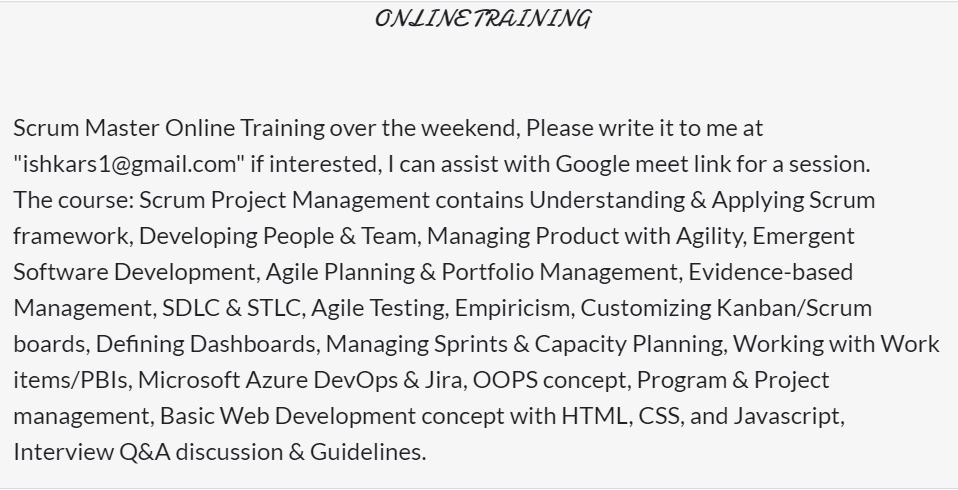 ONLINETRAINING
Scrum Master Online Training over the weekend, Please write it to me at
"ishkars1@gmail.com" if interested, I can assist with Google meet link for a session.
The course: Scrum Project Management contains Understanding & Applying Scrum
framework, Developing People & Team, Managing Product with Agility, Emergent
Software Development, Agile Planning & Portfolio Management, Evidence-based
Management, SDLC & STLC, Agile Testing, Empiricism, Customizing Kanban/Scrum
boards, Defining Dashboards, Managing Sprints & Capacity Planning, Working with Work
items/PBIs, Microsoft Azure DevOps & Jira, OOPS concept, Program & Project
management, Basic Web Development concept with HTML, CSS, and Javascript,
Interview Q&A discussion & Guidelines.